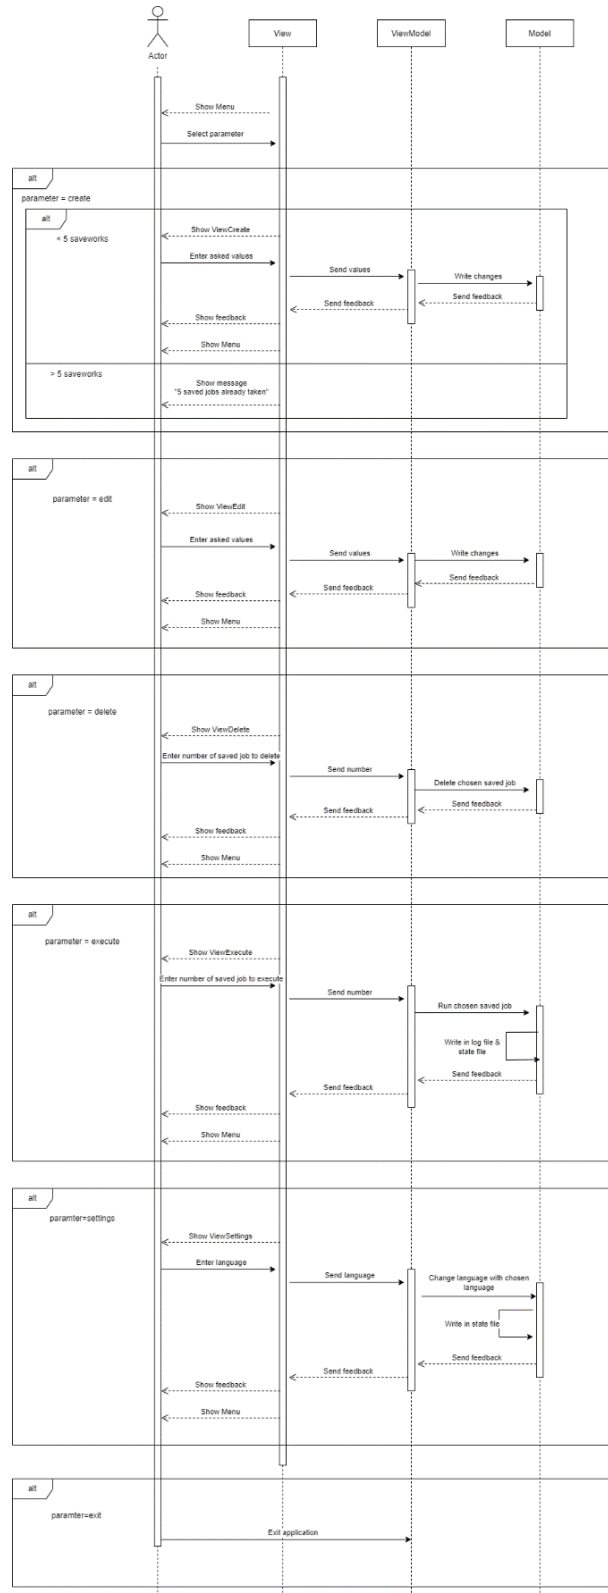 Actor
View
ViewModel
Model
Show Menu
Select parameter
alt
parameter = create
alt
< 5 saveworks
Show ViewCreate
Enter asked values
Send values
Write changes
Send feedback
Send feedback
Show feedback
Show Menu
> 5 saveworks
Show message
"5 saved jobs already taken"
alt
parameter = edit
Show ViewEdit
Enter asked values
Send values
Write changes
Send feedback
Send feedback
Show feedback
Show Menu
alt
parameter = delete
Show ViewDelete
Enter number of saved job to delete
Send number
Delete chosen saved job
Send feedback
Send feedback
Show feedback
Show Menu
alt
parameter = execute
Show ViewExecute
Enter number of saved job to execute
Send number
Run chosen saved job
Write in log file &
state file
Send feedback
Send feedback
Show feedback
Show Menu
alt
paramter=settings
Show ViewSettings
Enter language
Send language
Change language with chosen
language
Write in state file
Send feedback
Send feedback
Show feedback
Show Menu
alt
paramter=exit
Exit application